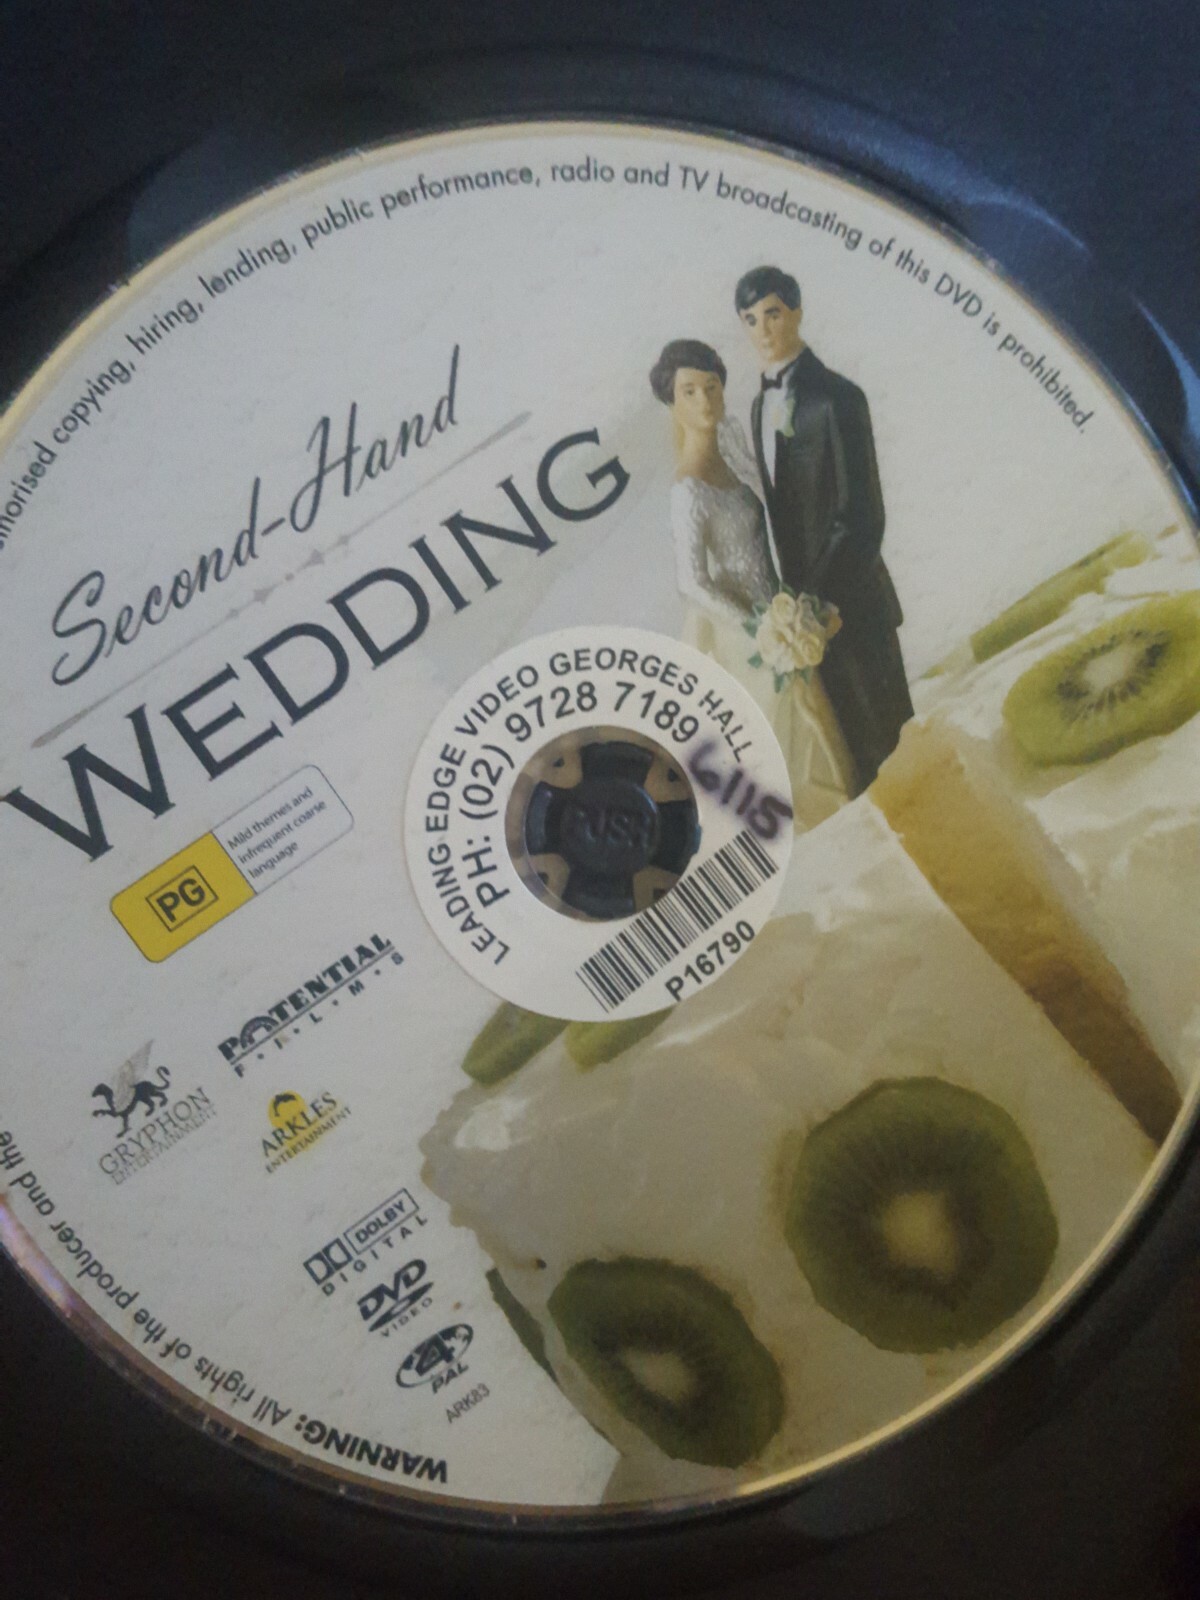 WARNING: All rights of the producer and the
horised copying, hiring, lending, public performance, radio and TV broadcasting of this DVD is prohibited.
Second-Hand
WEDDING
LEADING EDGE VIDEO GEORGES HALL
PH: (02) 9728 7189
6115
PUSH
P16790
PG
Mild themes and
infrequent coarse
language
POTENTIAL
F·I·L·M·S
GRYPHON
ENTERTAINMENT
ARKLES
ENTERTAINMENT
DOLBY
DIGITAL
DVD
VIDEO
4
PAL
ARK83